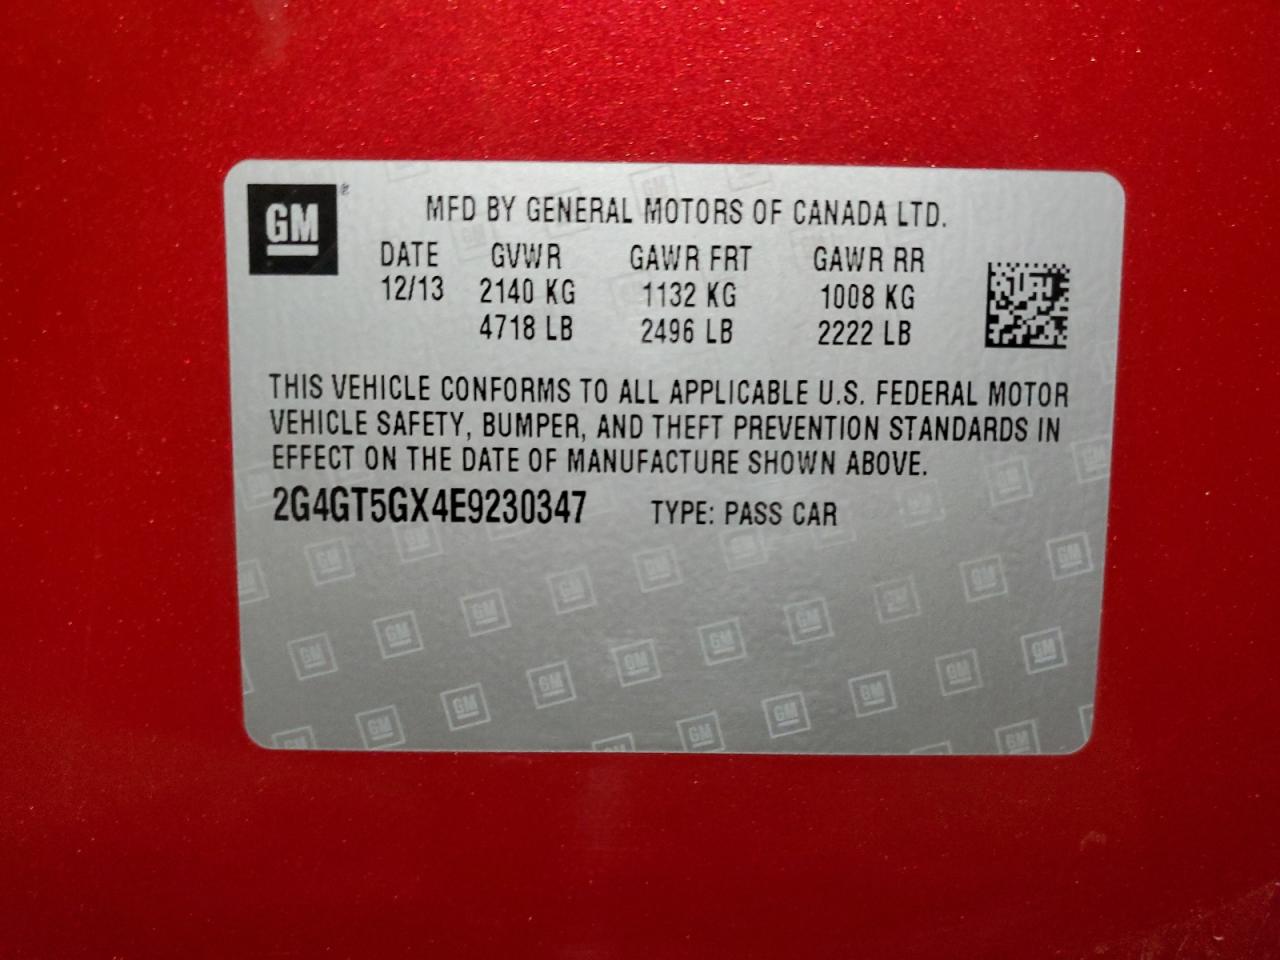 GM®
MFD BY GENERAL MOTORS OF CANADA LTD.
DATE GVWR GAWR FRT GAWR RR
12/13 2140 KG 1132 KG 1008 KG
4718 LB 2496 LB 2222 LB
THIS VEHICLE CONFORMS TO ALL APPLICABLE U.S. FEDERAL MOTOR
VEHICLE SAFETY, BUMPER, AND THEFT PREVENTION STANDARDS IN
EFFECT ON THE DATE OF MANUFACTURE SHOWN ABOVE.
2G4GT5GX4E9230347 TYPE: PASS CAR